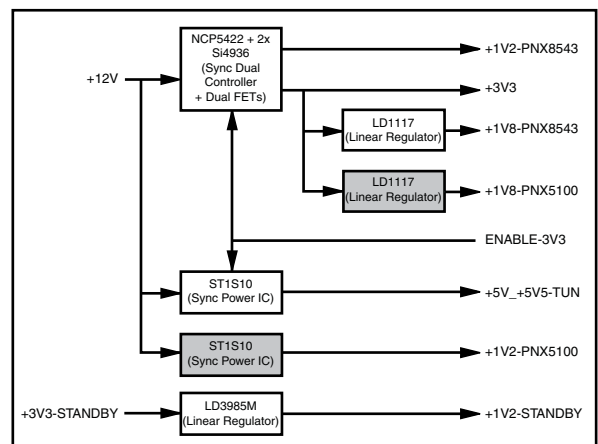 NCP5422 + 2x
Si4936
(Sync Dual
Controller
+ Dual FETs)
+12V
+1V2-PNX8543
+3V3
LD1117
(Linear Regulator)
+1V8-PNX8543
LD1117
(Linear Regulator)
+1V8-PNX5100
ENABLE-3V3
ST1S10
(Sync Power IC)
+5V_+5V5-TUN
ST1S10
(Sync Power IC)
+1V2-PNX5100
+3V3-STANDBY
LD3985M
(Linear Regulator)
+1V2-STANDBY